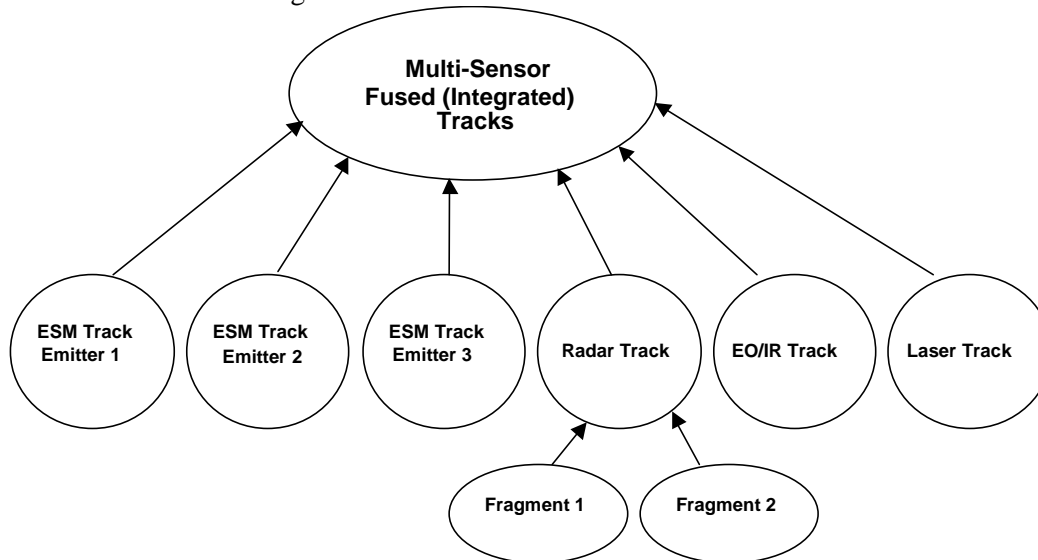 Multi-Sensor
Fused (Integrated)
Tracks
ESM Track
Emitter 1
ESM Track
Emitter 2
ESM Track
Emitter 3
Radar Track
EO/IR Track
Laser Track
Fragment 1
Fragment 2